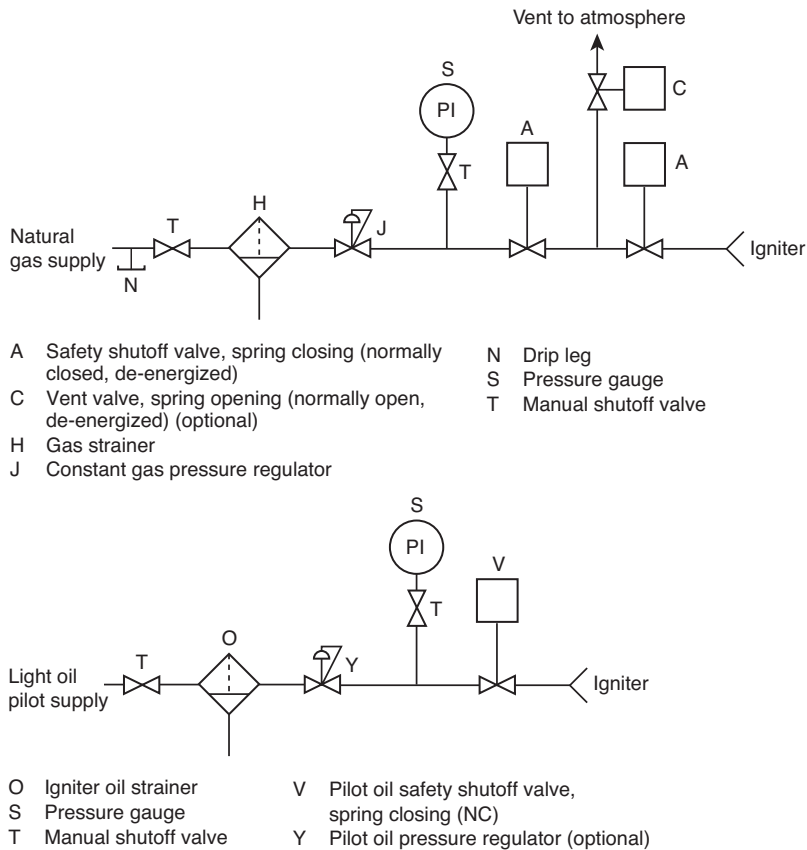 Vent to atmosphere
S
C
PI
A
A
T
H
T
J
Natural
gas supply
Igniter
N
A Safety shutoff valve, spring closing (normally
closed, de-energized)
C Vent valve, spring opening (normally open,
de-energized) (optional)
H Gas strainer
J Constant gas pressure regulator
N Drip leg
S Pressure gauge
T Manual shutoff valve
S
PI
V
T
O
T
Y
Light oil
pilot supply
Igniter
O Igniter oil strainer
S Pressure gauge
T Manual shutoff valve
V Pilot oil safety shutoff valve,
spring closing (NC)
Y Pilot oil pressure regulator (optional)